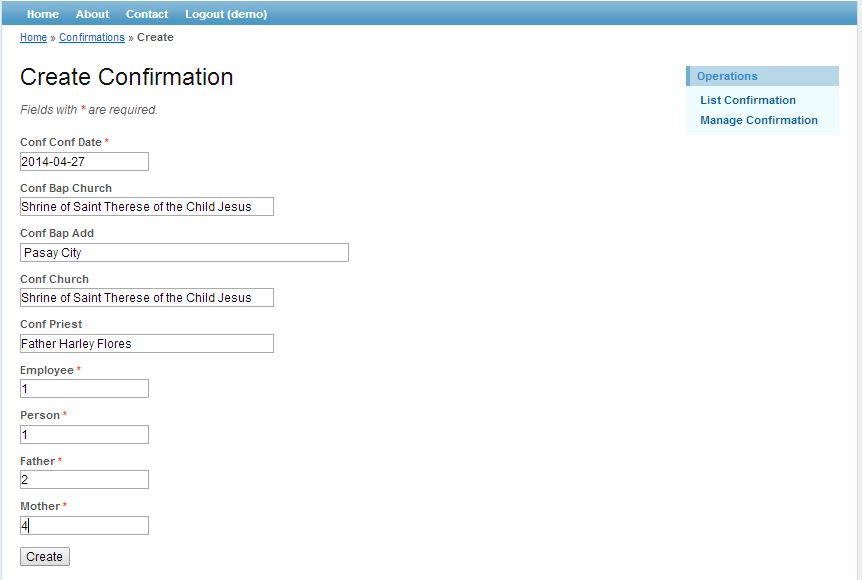 Home About Contact Logout (demo)
Home » Confirmations » Create
Create Confirmation
Fields with * are required.
Conf Conf Date *
2014-04-27
Conf Bap Church
Shrine of Saint Therese of the Child Jesus
Conf Bap Add
Pasay City
Conf Church
Shrine of Saint Therese of the Child Jesus
Conf Priest
Father Harley Flores
Employee *
1
Person *
1
Father *
2
Mother *
4
Create
Operations
List Confirmation
Manage Confirmation